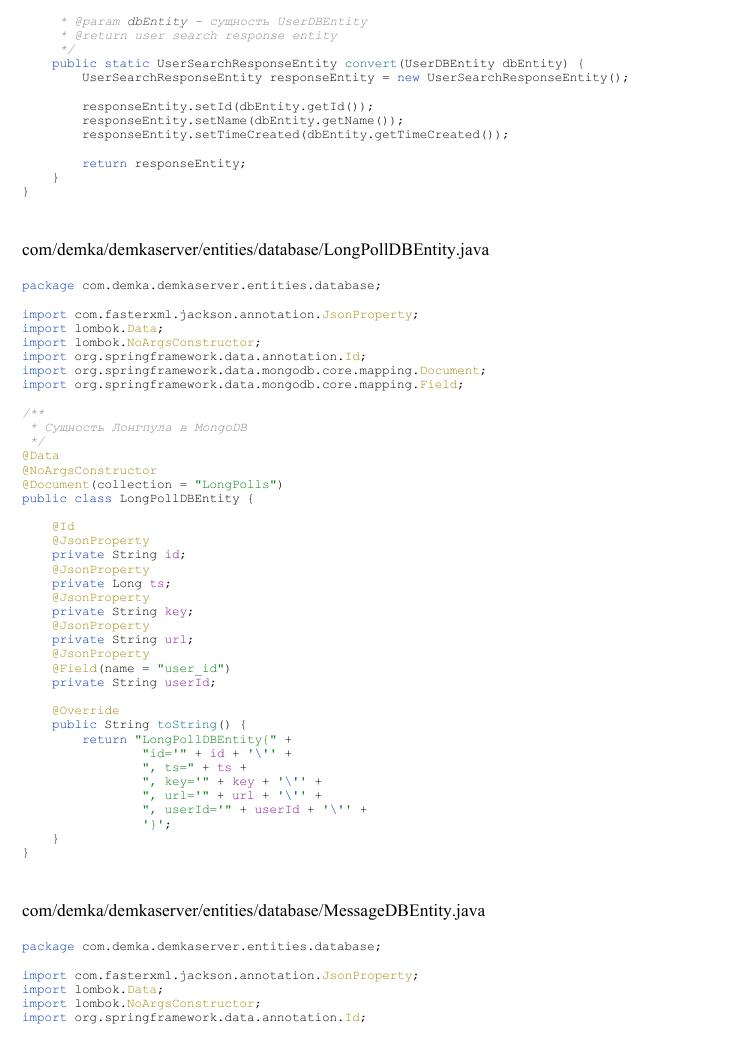 * @param dbEntity - сущность UserDBEntity
     * @return user search response entity
     */
    public static UserSearchResponseEntity convert(UserDBEntity dbEntity) {
        UserSearchResponseEntity responseEntity = new UserSearchResponseEntity();

        responseEntity.setId(dbEntity.getId());
        responseEntity.setName(dbEntity.getName());
        responseEntity.setTimeCreated(dbEntity.getTimeCreated());

        return responseEntity;
    }
}

com/demka/demkaserver/entities/database/LongPollDBEntity.java

package com.demka.demkaserver.entities.database;

import com.fasterxml.jackson.annotation.JsonProperty;
import lombok.Data;
import lombok.NoArgsConstructor;
import org.springframework.data.annotation.Id;
import org.springframework.data.mongodb.core.mapping.Document;
import org.springframework.data.mongodb.core.mapping.Field;

/**
 * Сущность Лонгпула в MongoDB
 */
@Data
@NoArgsConstructor
@Document(collection = "LongPolls")
public class LongPollDBEntity {

    @Id
    @JsonProperty
    private String id;
    @JsonProperty
    private Long ts;
    @JsonProperty
    private String key;
    @JsonProperty
    private String url;
    @JsonProperty
    @Field(name = "user_id")
    private String userId;

    @Override
    public String toString() {
        return "LongPollDBEntity{" +
                "id='" + id + '\'' +
                ", ts=" + ts +
                ", key='" + key + '\'' +
                ", url='" + url + '\'' +
                ", userId='" + userId + '\'' +
                '}';
    }
}

com/demka/demkaserver/entities/database/MessageDBEntity.java

package com.demka.demkaserver.entities.database;

import com.fasterxml.jackson.annotation.JsonProperty;
import lombok.Data;
import lombok.NoArgsConstructor;
import org.springframework.data.annotation.Id;